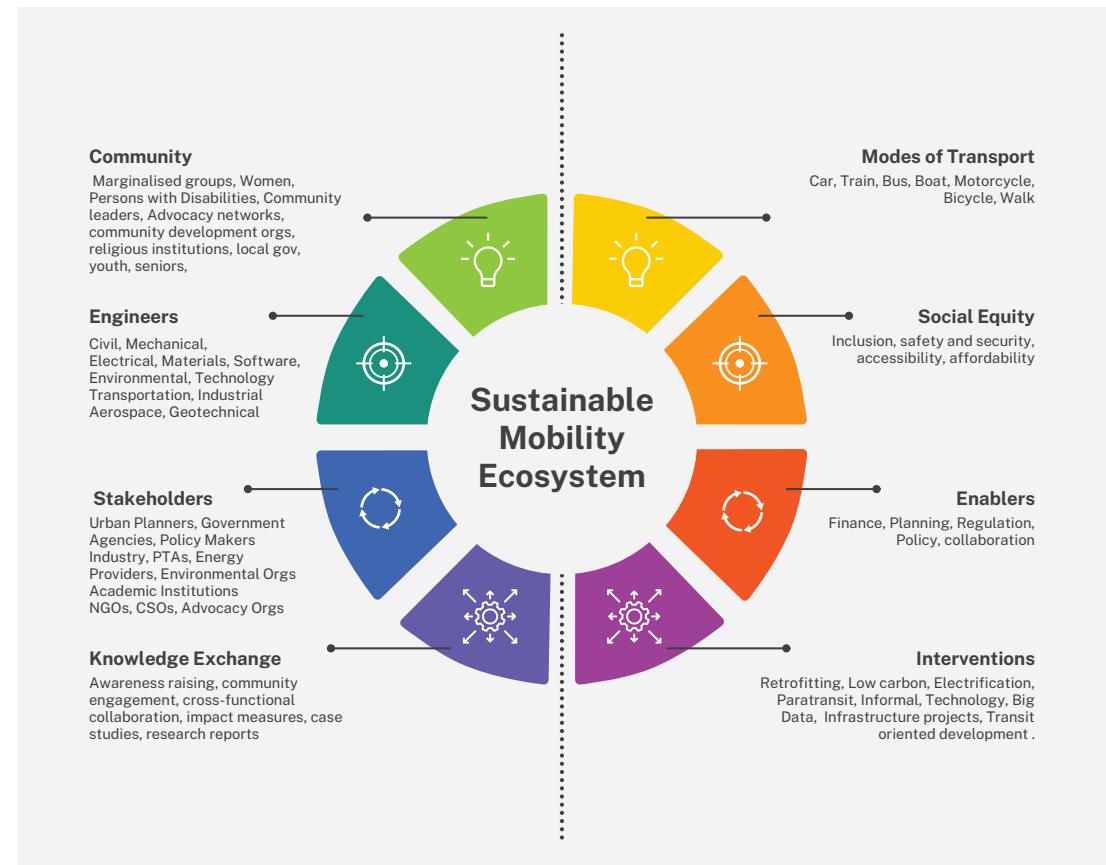 Community
Marginalised groups, Women,
Persons with Disabilities, Community
leaders, Advocacy networks,
community development orgs,
religious institutions, local gov,
youth, seniors,
Engineers
Civil, Mechanical,
Electrical, Materials, Software,
Environmental, Technology
Transportation, Industrial
Aerospace, Geotechnical
Stakeholders
Urban Planners, Government
Agencies, Policy Makers
Industry, PTAs, Energy
Providers, Environmental Orgs
Academic Institutions
NGOs, CSOs, Advocacy Orgs
Knowledge Exchange
Awareness raising, community
engagement, cross-functional
collaboration, impact measures, case
studies, research reports
Sustainable
Mobility
Ecosystem
Modes of Transport
Car, Train, Bus, Boat, Motorcycle,
Bicycle, Walk
Social Equity
Inclusion, safety and security,
accessibility, affordability
Enablers
Finance, Planning, Regulation,
Policy, collaboration
Interventions
Retrofitting, Low carbon, Electrification,
Paratransit, Informal, Technology, Big
Data, Infrastructure projects, Transit
oriented development .